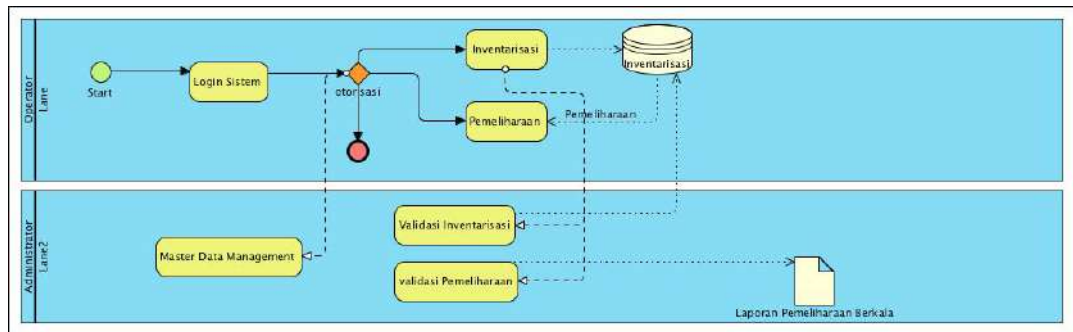 Operator
Lane
Start
Login Sistem
otorisasi
Inventarisasi
Inventarisasi
Pemeliharaan
Pemeliharaan
Administrator
Lane2
Master Data Management
Validasi Inventarisasi
validasi Pemeliharaan
Laporan Pemeliharaan Berkala